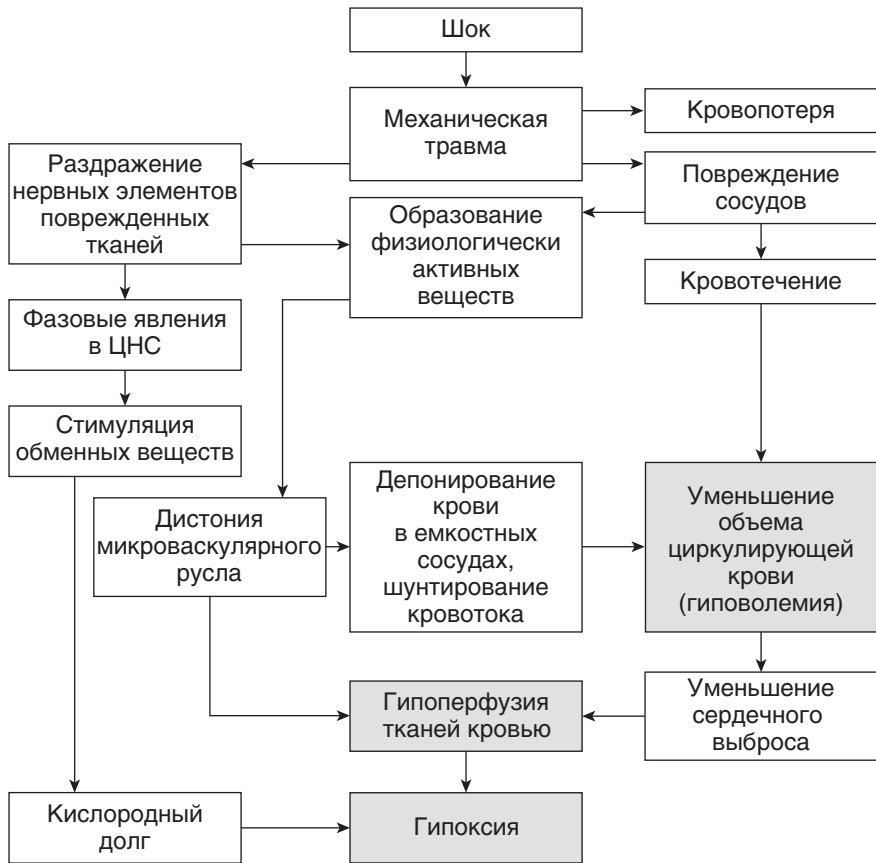 Шок
Механическая
травма
Кровопотеря
Раздражение
нервных элементов
поврежденных
тканей
Повреждение
сосудов
Образование
физиологически
активных
веществ
Кровотечение
Фазовые явления
в ЦНС
Стимуляция
обменных веществ
Дистония
микроваскулярного
русла
Депонирование
крови
в емкостных
сосудах,
шунтирование
кровотока
Уменьшение
объема
циркулирующей
крови
(гиповолемия)
Гипоперфузия
тканей кровью
Уменьшение
сердечного
выброса
Кислородный
долг
Гипоксия